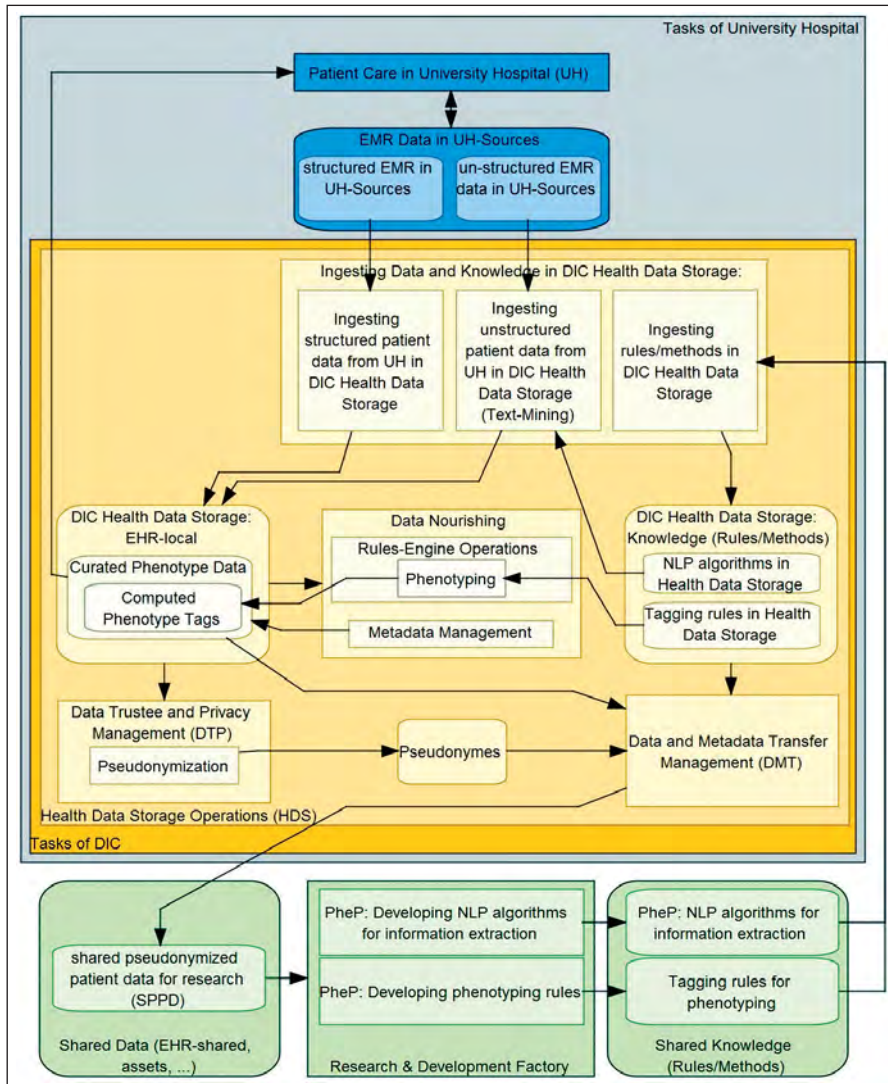 Tasks of University Hospital
Patient Care in University Hospital (UH)
EMR Data in UH-Sources
structured EMR in
UH-Sources
un-structured EMR
data in UH-Sources
Ingesting Data and Knowledge in DIC Health Data Storage:
Ingesting
structured patient
data from UH in
DIC Health Data
Storage
Ingesting
unstructured
patient data from
UH in DIC Health
Data Storage
(Text-Mining)
Ingesting
rules/methods in
DIC Health Data
Storage
DIC Health Data Storage:
EHR-local
Curated Phenotype Data
Computed
Phenotype Tags
Data Nourishing
Rules-Engine Operations
Phenotyping
Metadata Management
DIC Health Data Storage:
Knowledge (Rules/Methods)
NLP algorithms in
Health Data Storage
Tagging rules in Health
Data Storage
Data Trustee and Privacy
Management (DTP)
Pseudonymization
Pseudonymes
Data and Metadata Transfer
Management (DMT)
Health Data Storage Operations (HDS)
Tasks of DIC
shared pseudonymized
patient data for research
(SPPD)
Shared Data (EHR-shared,
assets, ...)
PheP: Developing NLP algorithms
for information extraction
PheP: Developing phenotyping rules
Research & Development Factory
PheP: NLP algorithms for
information extraction
Tagging rules for
phenotyping
Shared Knowledge
(Rules/Methods)